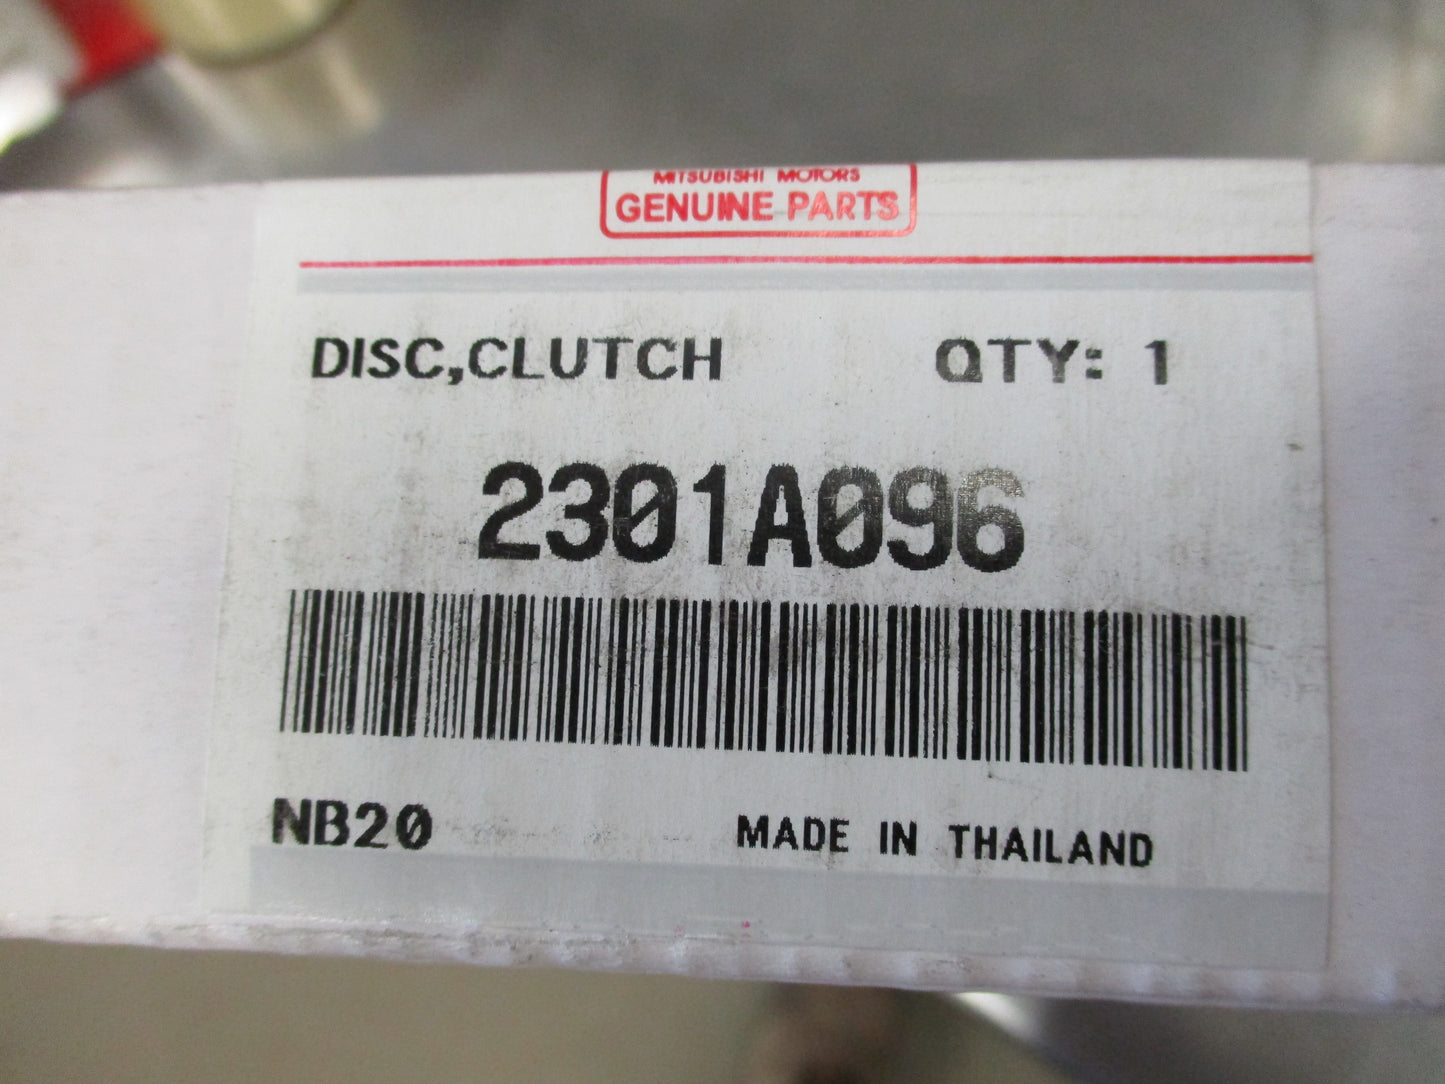 MITSUBISHI MOTORS
GENUINE PARTS
DISC,CLUTCH QTY: 1
2301A096
NB20 MADE IN THAILAND